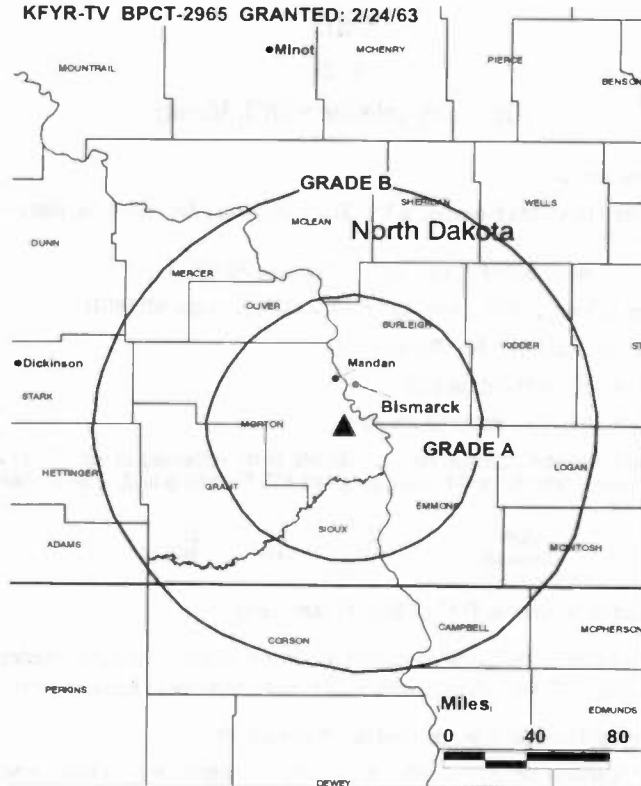 KFYR-TV BPCT-2965 GRANTED: 2/24/63
Minot
MCHENRY
PIERCE
MOUNTRAIL
BENSON
GRADE B
SHERIDAN
WELLS
MCLEAN
North Dakota
DUNN
MERCER
OLIVER
BURLEIGH
KIDDER
ST
Dickinson
Mandan
STARK
Bismarck
MORTON
GRADE A
HETTINGER
LOGAN
GRANT
EMMONS
SIOUX
ADAMS
MCINTOSH
CAMPBELL
MCPHERSON
CORSON
PERKINS
Miles
EDMUNDS
0 40 80
DEWEY